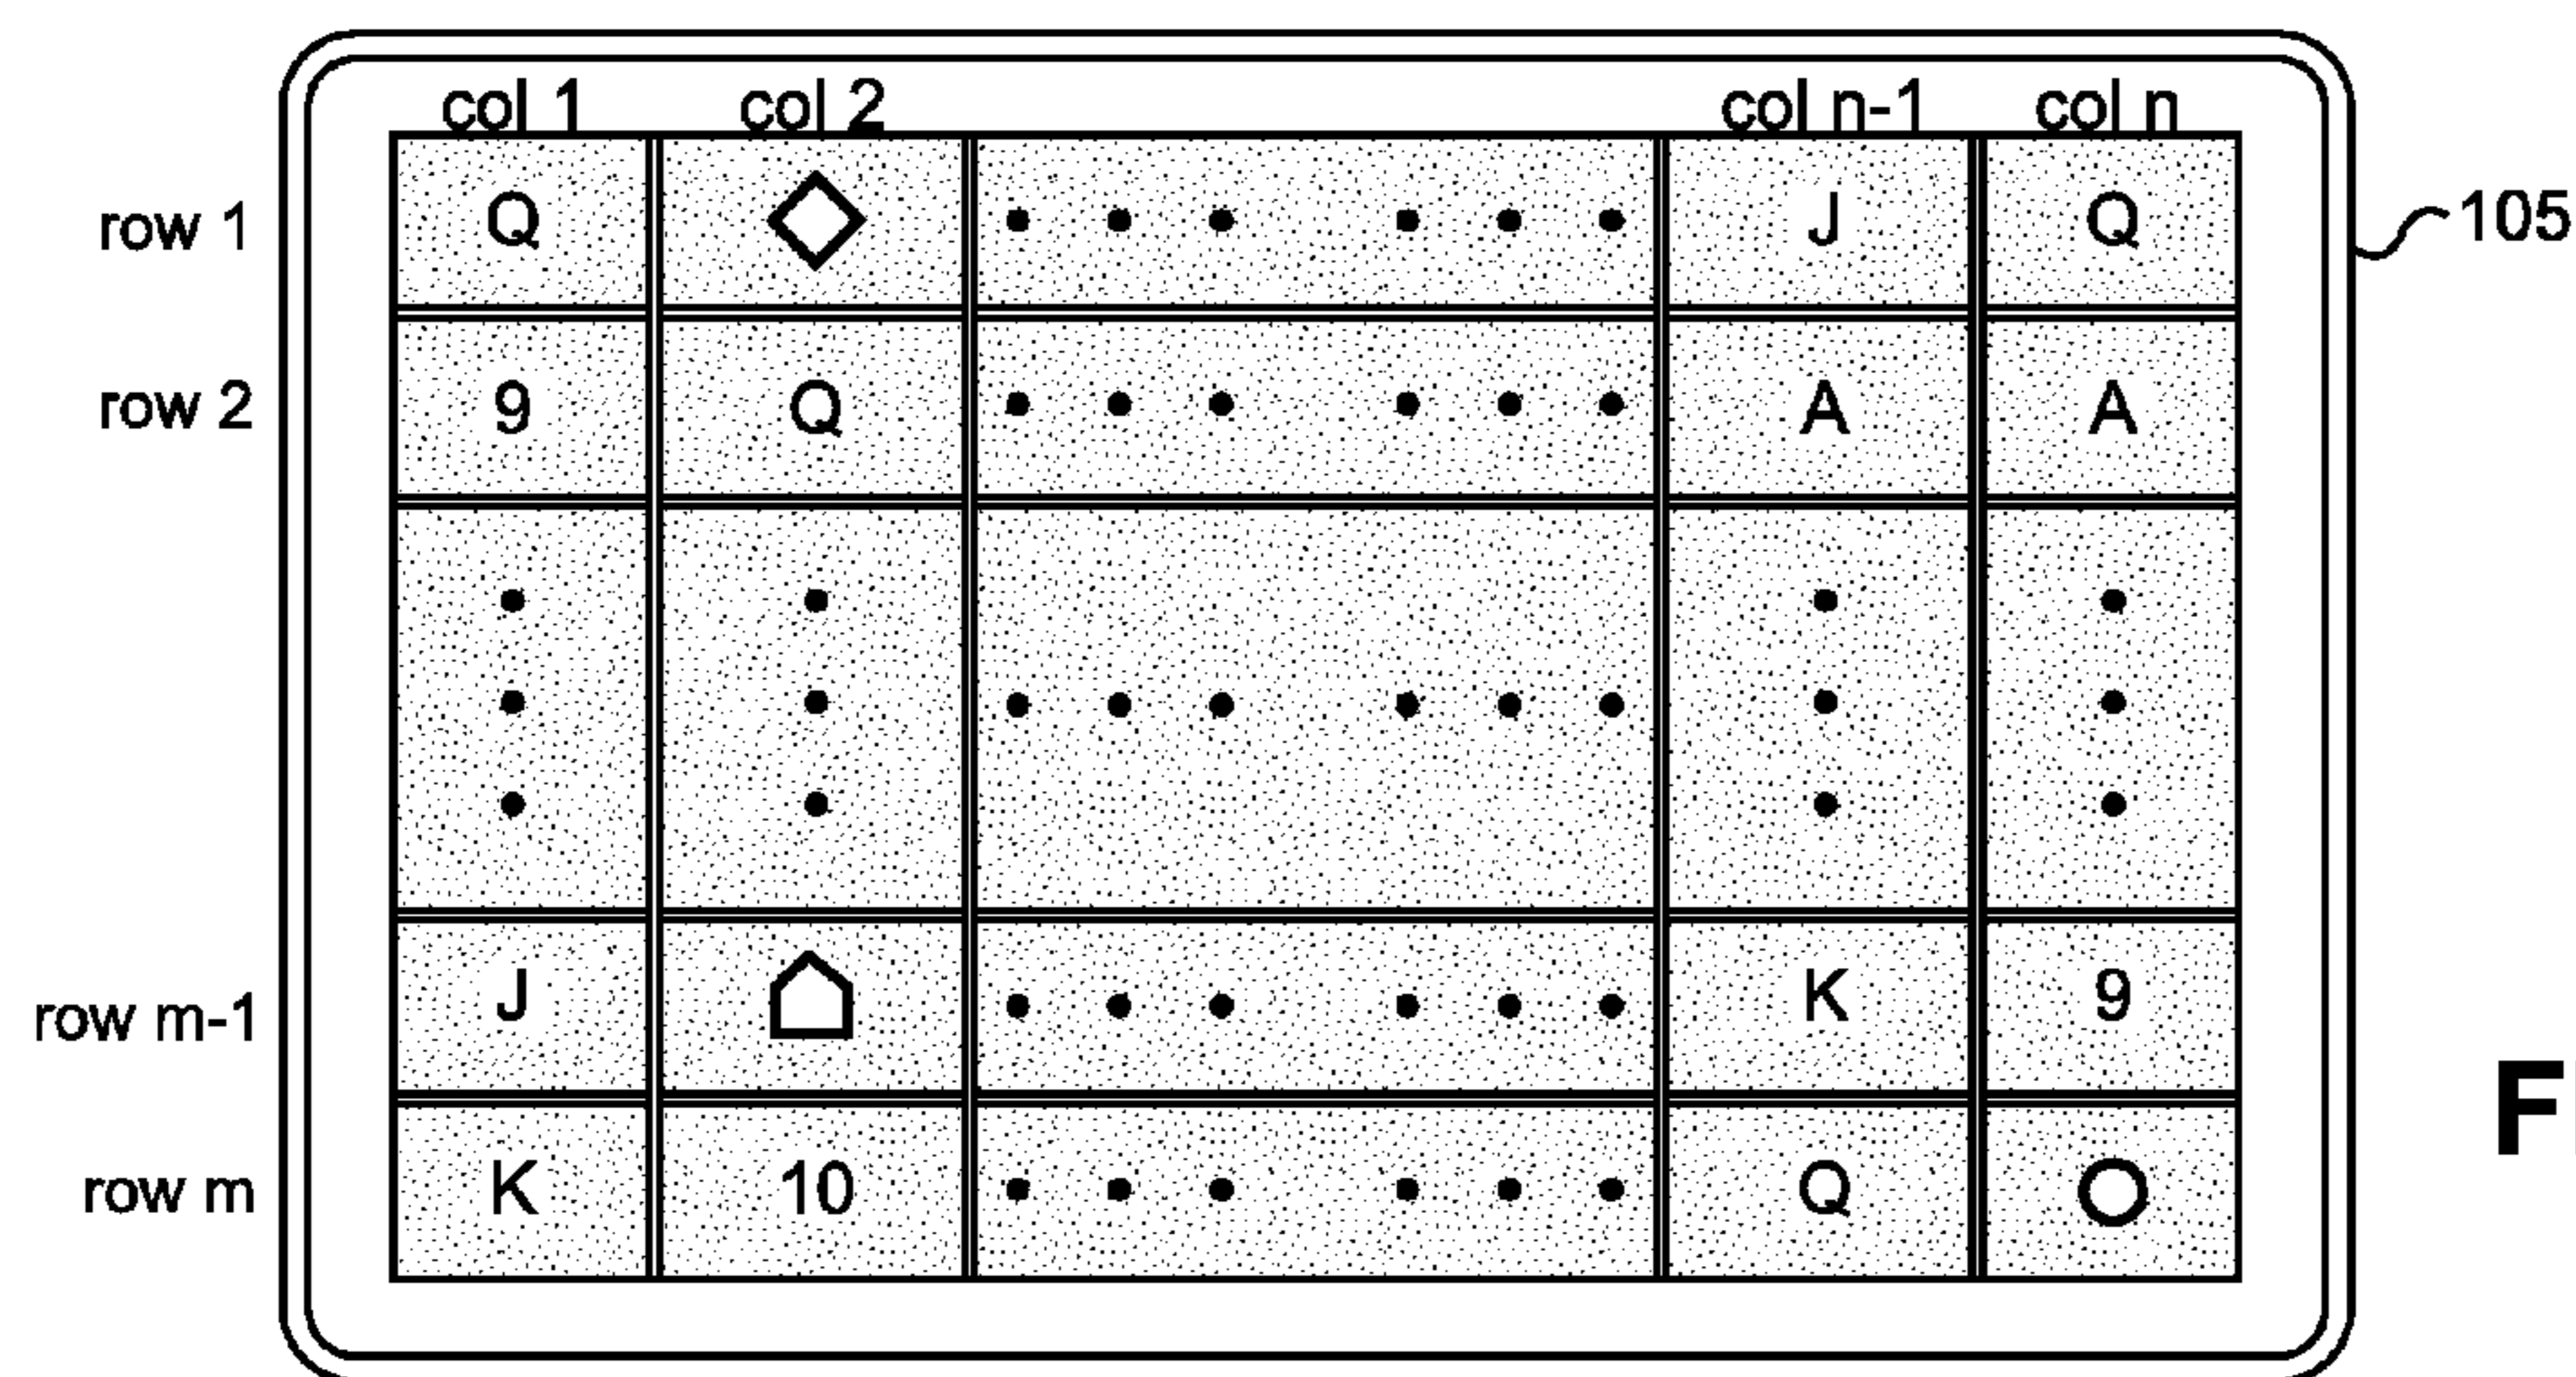 col 1 col 2 col n-1 col n
row 1 Q J Q 105
row 2 9 Q A A
row m-1 J K 9
row m K 10 Q